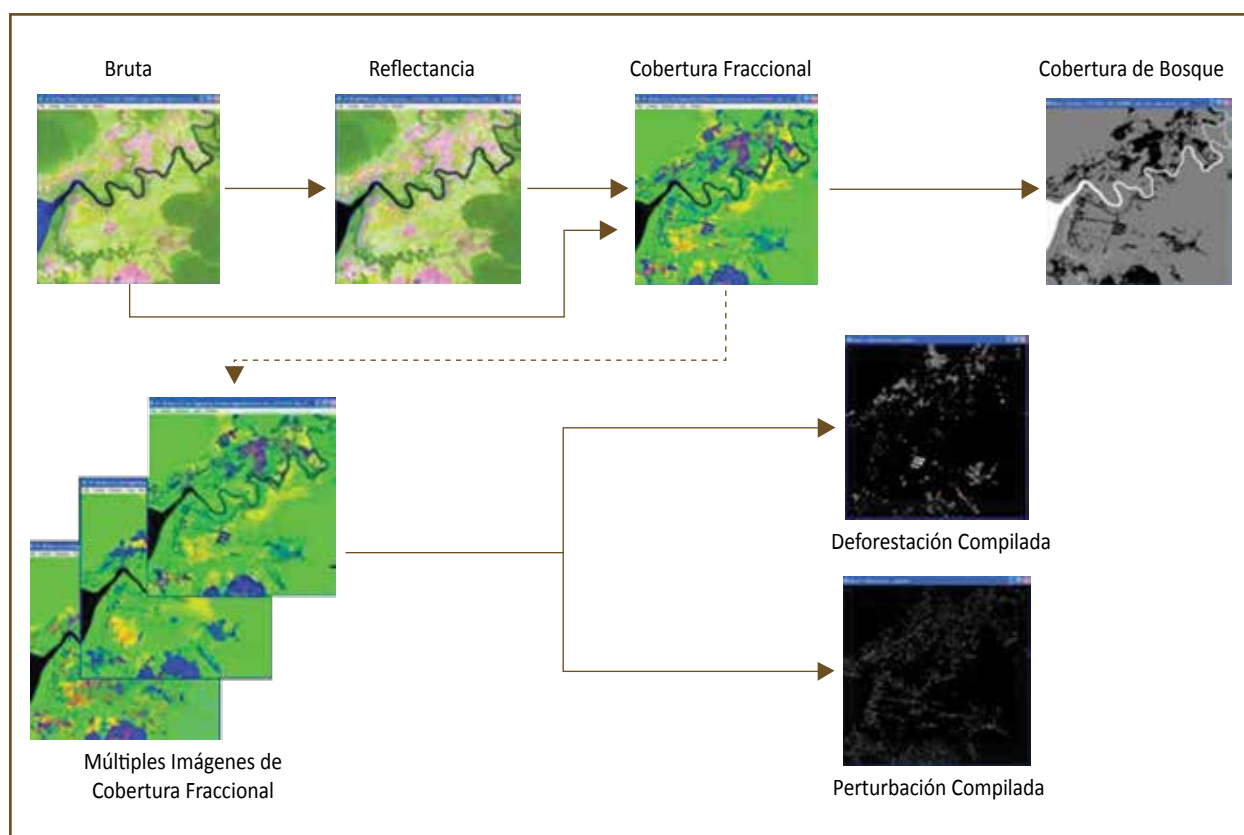 Bruta
Reflectancia
Cobertura Fraccional
Cobertura de Bosque
Deforestación Compilada
Múltiples Imágenes de
Cobertura Fraccional
Perturbación Compilada